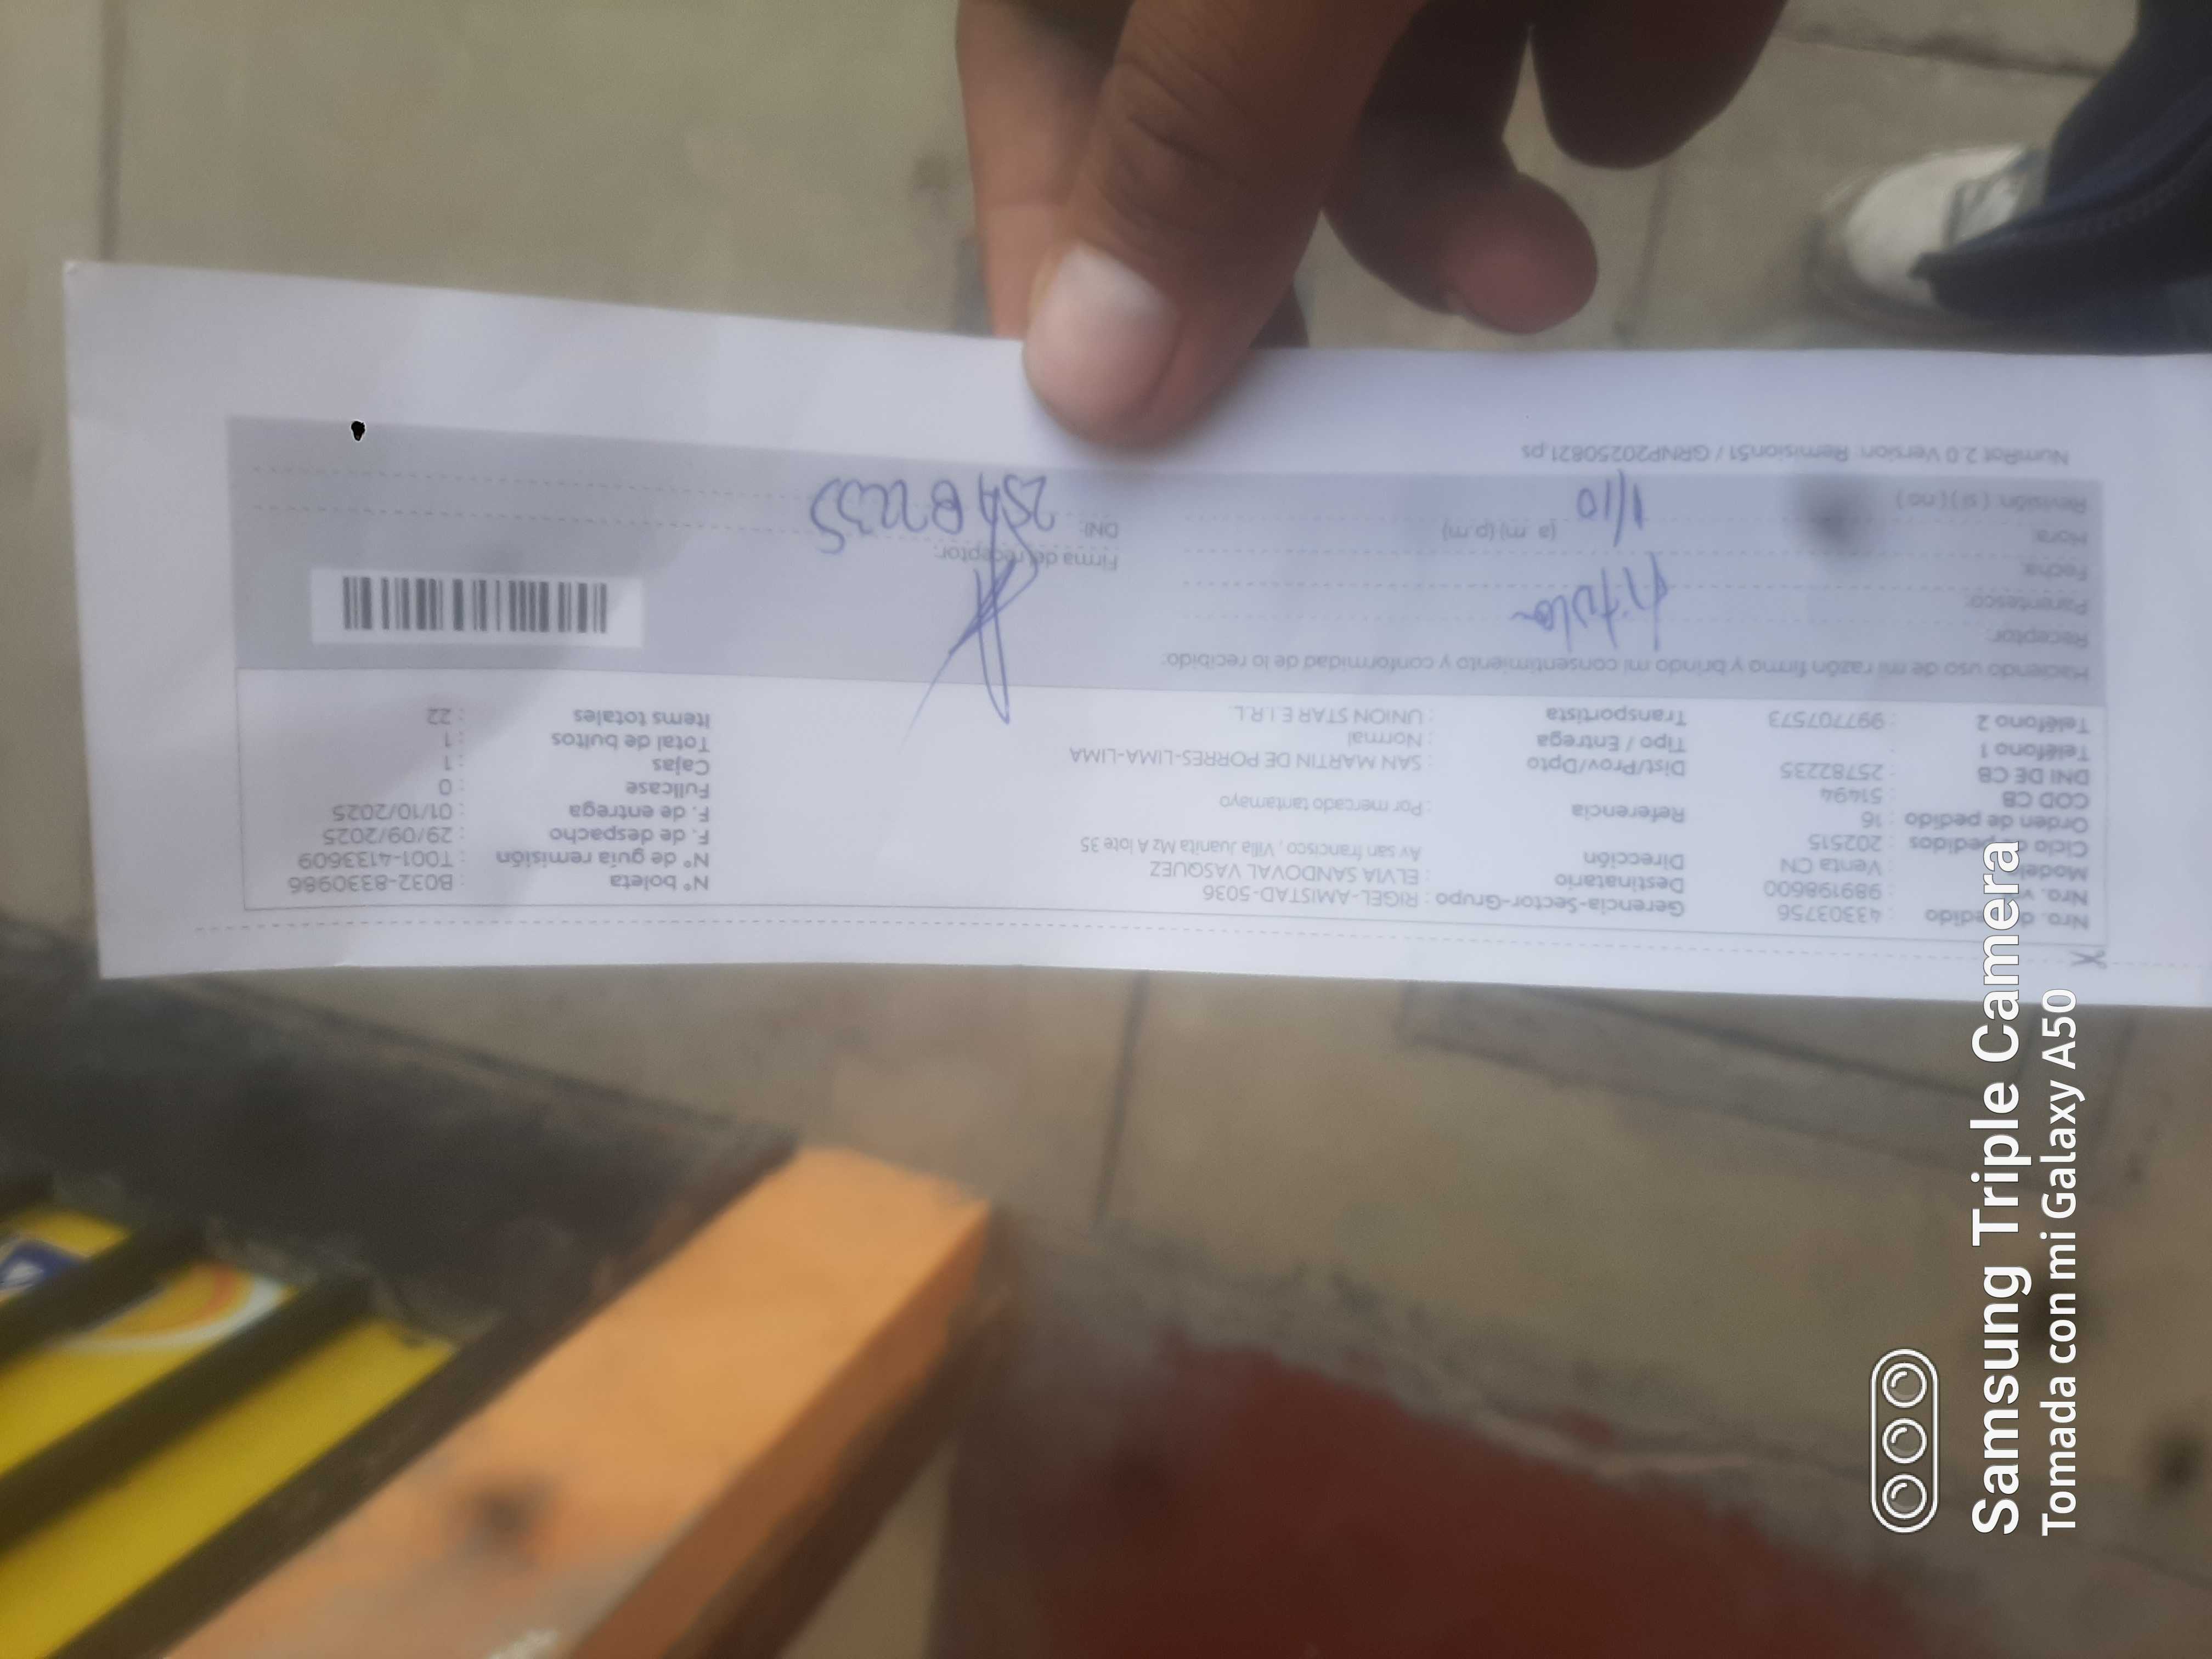 Nro. de pedido : 43303756
Nro. v : 989198600
Modelo : Venta CN
Ciclo de pedidos : 202515
Orden de pedido : 16
COD CB : 51494
DNI DE CB : 25782235
Teléfono 1 :
Teléfono 2 : 997707573
Gerencia-Sector-Grupo : RIGEL-AMISTAD-5036
Destinatario : ELVIA SANDOVAL VASQUEZ
Dirección : Av san francisco , Villa Juanita Mz A lote 35
Referencia : Por mercado tantamayo
Dist/Prov/Dpto : SAN MARTIN DE PORRES-LIMA-LIMA
Tipo / Entrega : Normal
Transportista : UNION STAR E.I.R.L
N° boleta : B032-8330986
N° de guía remisión : T001-4133609
F. de despacho : 29/09/2025
F. de entrega : 01/10/2025
Fullcase : 0
Cajas : 1
Total de bultos : 1
Items totales : 22
Haciendo uso de mi razón firmo y brindo mi consentimiento y conformidad de lo recibido:
Receptor:
Parentesco: titular
Fecha:
Hora: 1/10 (a m) (p m)
Revisión: ( si ) ( no )
Firma del receptor:
DNI: 25782235
NumRot 2.0 Version: Remision51 / GRNP20250821.ps
Samsung Triple Camera
Tomada con mi Galaxy A50